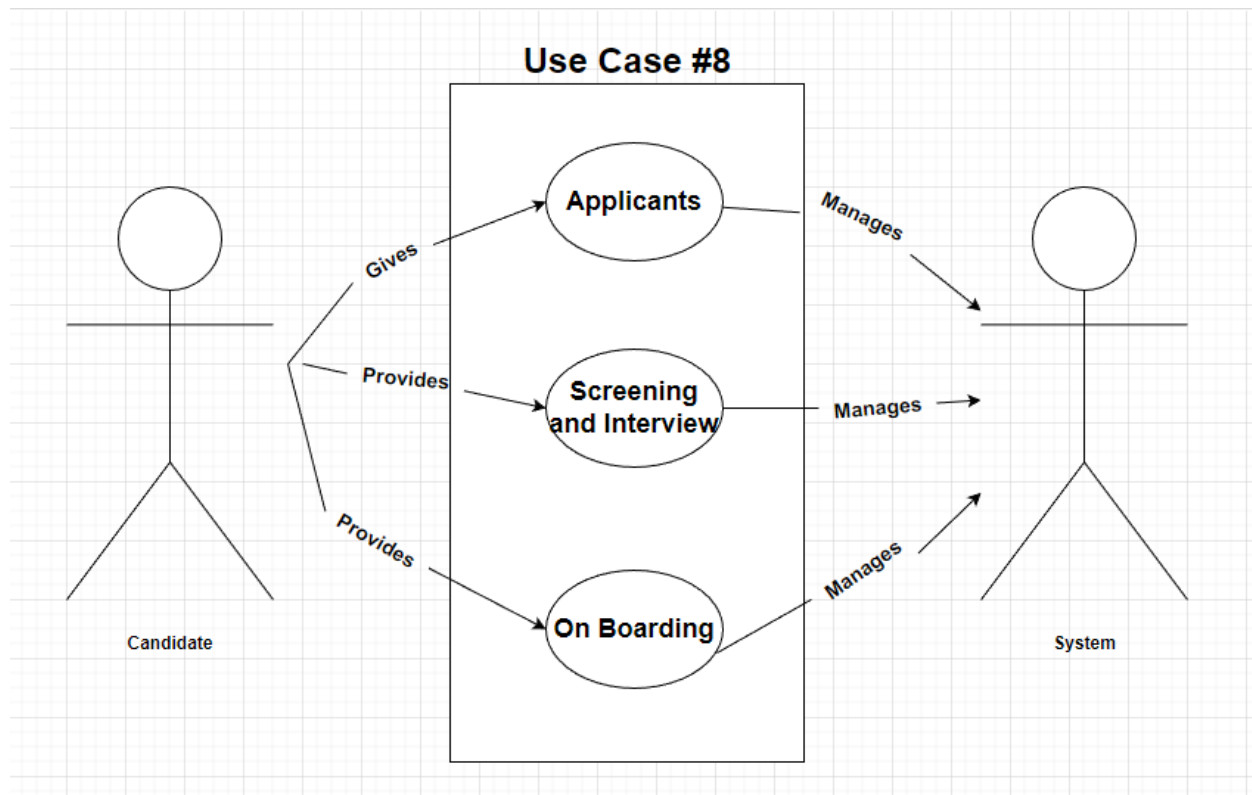 Use Case #8
Applicants
Manages
Gives
Provides
Screening
and Interview
Manages
Provides
Manages
On Boarding
Candidate
System